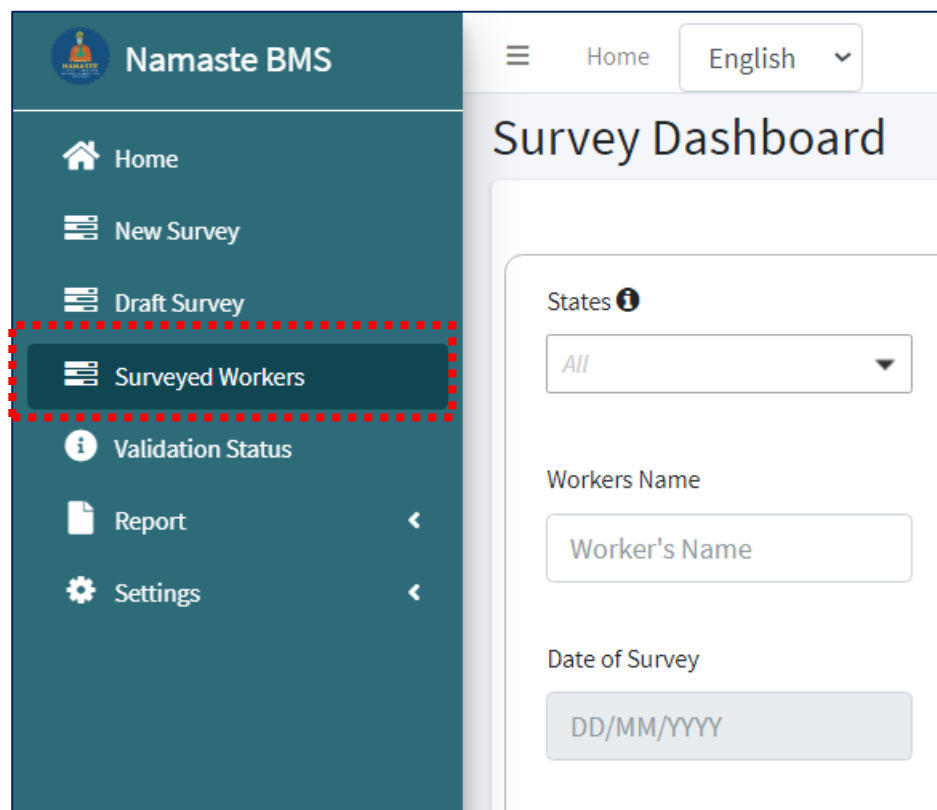 Namaste BMS
NAMASTE
Home
New Survey
Draft Survey
Surveyed Workers
Validation Status
Report
Settings
Home
English
Survey Dashboard
States
All
Workers Name
Worker's Name
Date of Survey
DD/MM/YYYY